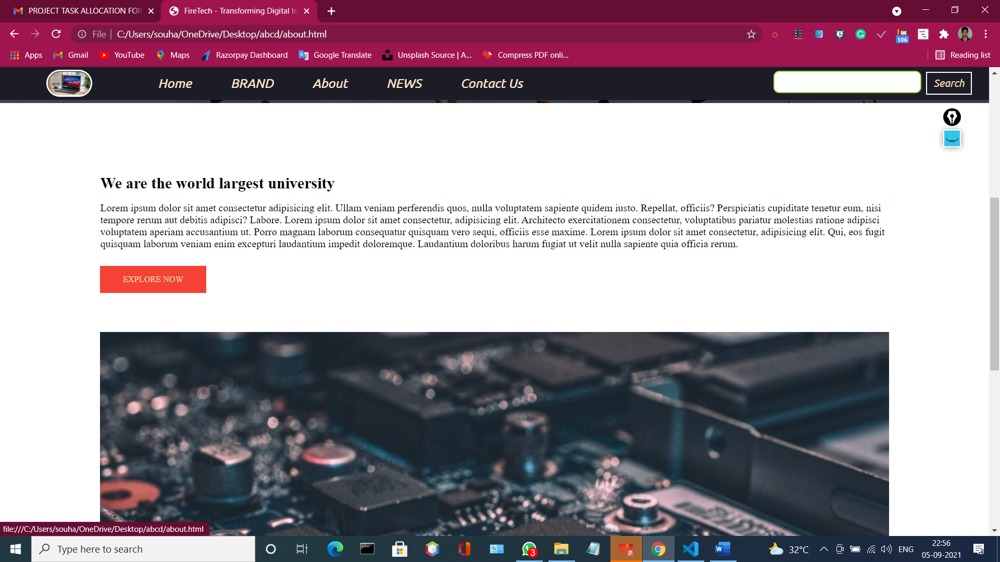 PROJECT TASK ALLOCATION FOR
FireTech - Transforming Digital In
File
C:/Users/souha/OneDrive/Desktop/abcd/about.html
106
Apps
Gmail
YouTube
Maps
Razorpay Dashboard
Google Translate
Unsplash Source | A...
Compress PDF onli...
Reading list
Home
BRAND
About
NEWS
Contact Us
Search
We are the world largest university
Lorem ipsum dolor sit amet consectetur adipisicing elit. Ullam veniam perferendis quos, nulla voluptatem sapiente quidem iusto. Repellat, officiis? Perspiciatis cupiditate tenetur eum, nisi
tempore rerum aut debitis adipisci? Labore. Lorem ipsum dolor sit amet consectetur, adipisicing elit. Architecto exercitationem consectetur, voluptatibus pariatur molestias ratione adipisci
voluptatem aperiam accusantium ut. Porro magnam laborum consequatur quisquam vero sequi, officiis esse maxime. Lorem ipsum dolor sit amet consectetur, adipisicing elit. Qui, eos fugit
quisquam laborum veniam enim excepturi laudantium impedit doloremque. Laudantium doloribus harum fugiat ut velit nulla sapiente quia officia rerum.
EXPLORE NOW
file:///C:/Users/souha/OneDrive/Desktop/abcd/about.html
Type here to search
3
32°C
ENG
22:56
05-09-2021